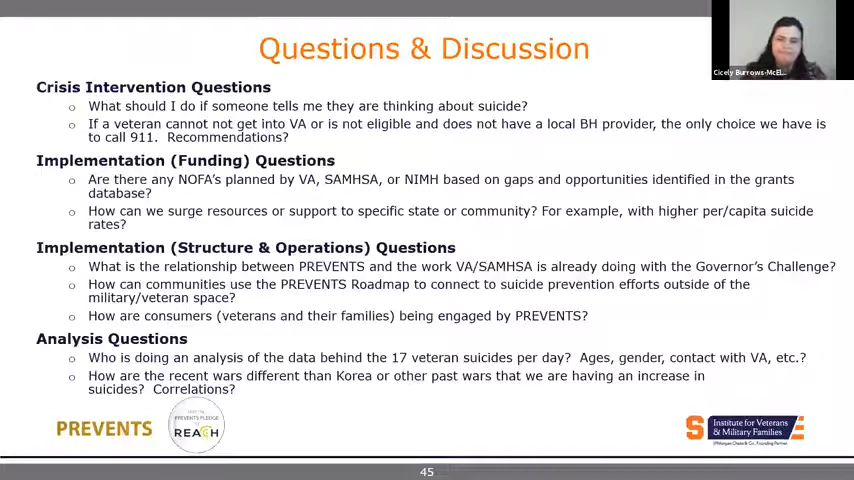 Questions & Discussion
Cicely Burrows-McEl...
Crisis Intervention Questions
o What should I do if someone tells me they are thinking about suicide?
o If a veteran cannot not get into VA or is not eligible and does not have a local BH provider, the only choice we have is
to call 911. Recommendations?
Implementation (Funding) Questions
o Are there any NOFA's planned by VA, SAMHSA, or NIMH based on gaps and opportunities identified in the grants
database?
o How can we surge resources or support to specific state or community? For example, with higher per/capita suicide
rates?
Implementation (Structure & Operations) Questions
o What is the relationship between PREVENTS and the work VA/SAMHSA is already doing with the Governor's Challenge?
o How can communities use the PREVENTS Roadmap to connect to suicide prevention efforts outside of the
military/veteran space?
o How are consumers (veterans and their families) being engaged by PREVENTS?
Analysis Questions
o Who is doing an analysis of the data behind the 17 veteran suicides per day? Ages, gender, contact with VA, etc.?
o How are the recent wars different than Korea or other past wars that we are having an increase in
suicides? Correlations?
PREVENTS
PREVENTS PLEDGE
REACH
S
Institute for Veterans
& Military Families
JPMorgan Chase & Co., Founding Partner
45